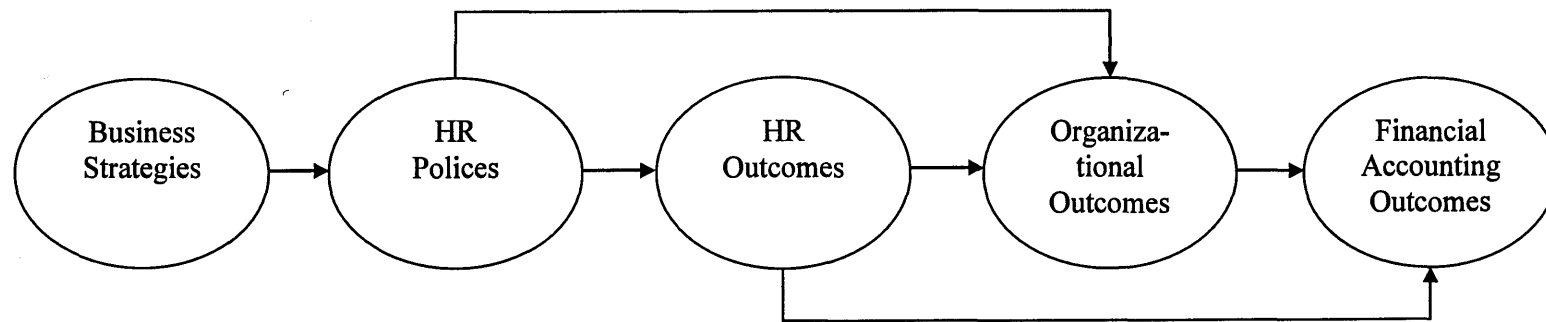 Business
Strategies
HR
Polices
HR
Outcomes
Organiza-
tional
Outcomes
Financial
Accounting
Outcomes